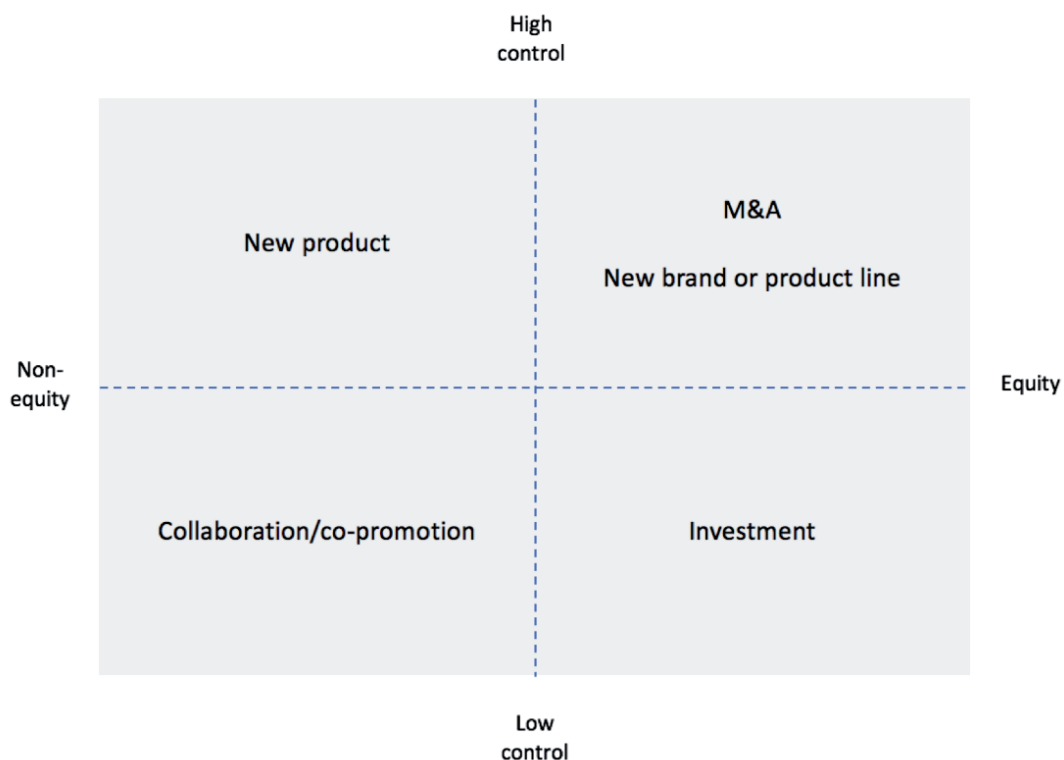 High
control
M&A
New product
New brand or product line
Non-
equity
Equity
Collaboration/co-promotion
Investment
Low
control